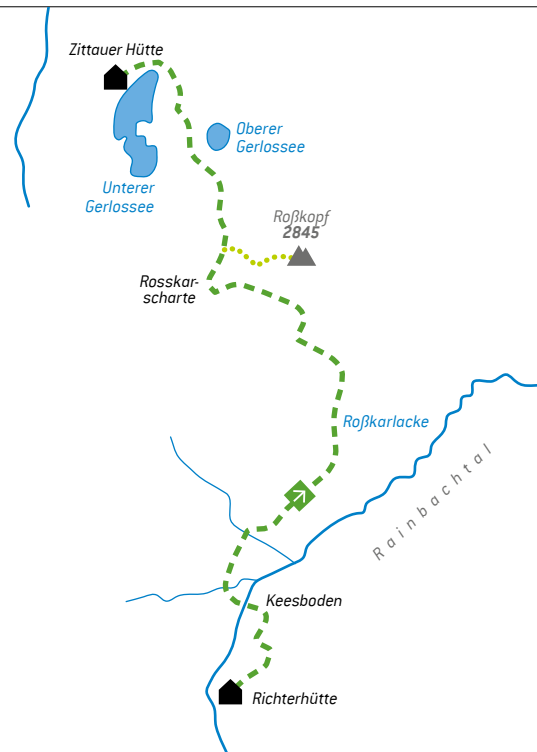 Zittauer Hütte
Oberer
Gerlossee
Unterer
Gerlossee
Roßkopf
2845
Rosskar-
scharte
Roßkarlacke
Rainbachtal
Keesboden
Richterhütte